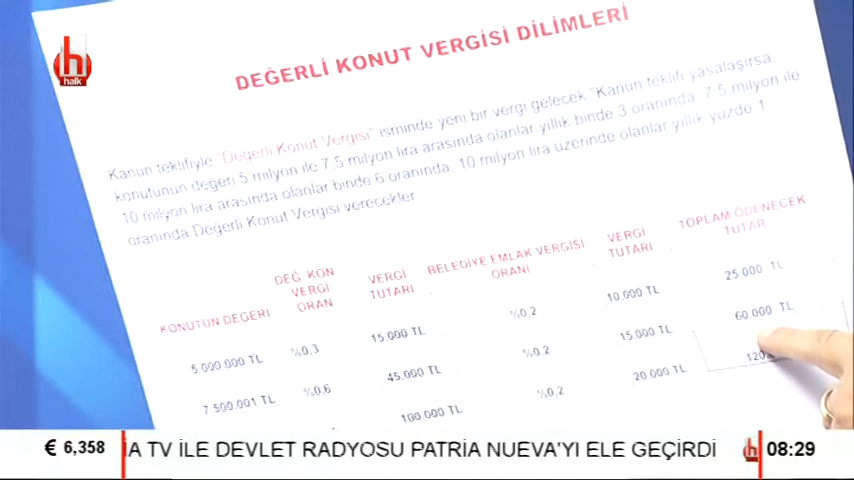 halk
DEĞERLİ KONUT VERGİSİ DİLİMLERİ
Kanun teklifiyle "Değerli Konut Vergisi" isminde yeni bir vergi gelecek "Kanun teklifi yasalaşırsa,
konutunun değeri 5 milyon ile 7,5 milyon lira arasında olanlar yıllık binde 3 oranında, 7,5 milyon ile
10 milyon lira arasında olanlar binde 6 oranında, 10 milyon lira üzerinde olanlar yıllık yüzde 1
oranında Değerli Konut Vergisi verecekler
KONUTUN DEĞERİ DEĞ. KON VERGİ ORAN VERGİ TUTARI BELEDİYE EMLAK VERGİSİ ORANI VERGİ TUTARI TOPLAM ÖDENECEK TUTAR
5.000.000 TL %0,3 15.000 TL %0,2 10.000 TL 25.000 TL
7 500.001 TL %0,6 45.000 TL %0,2 15.000 TL 60.000 TL
100.000 TL %0,2 20.000 TL
€ 6,358 İA TV İLE DEVLET RADYOSU PATRİA NUEVA'YI ELE GEÇİRDİ h 08:29